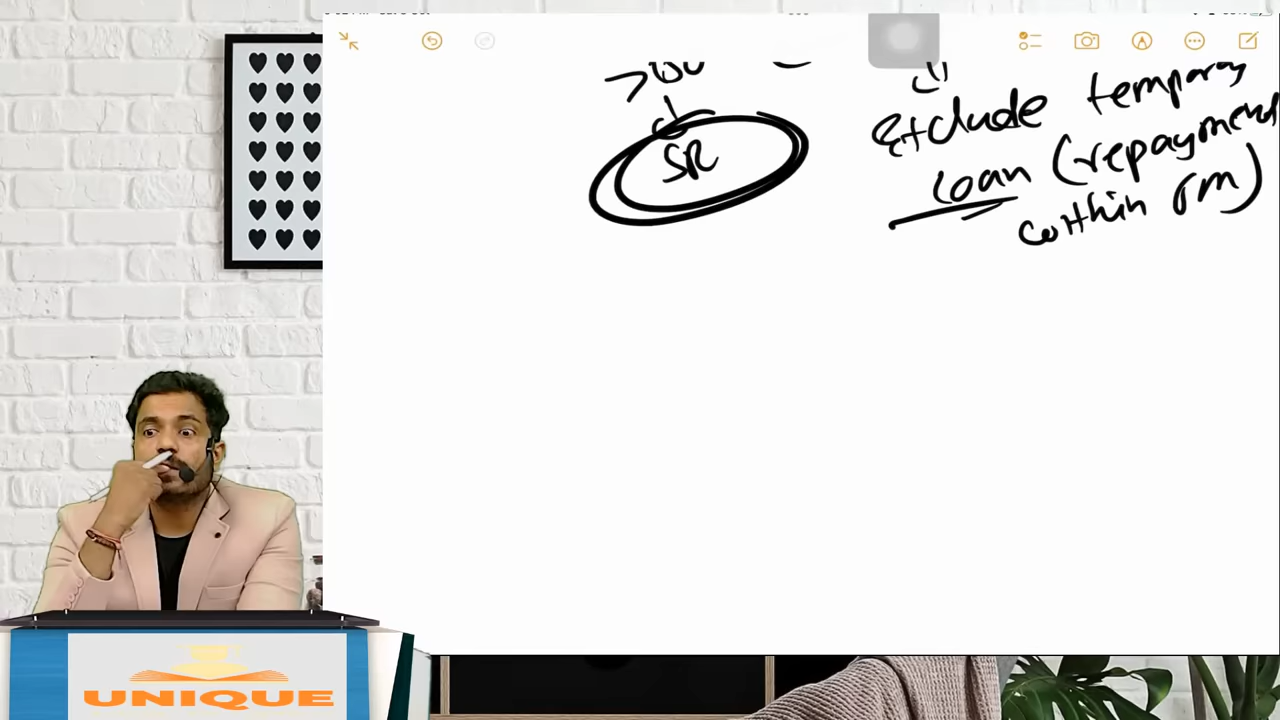 SR
Exclude temporary
loan (repayment
within 6m)
UNIQUE